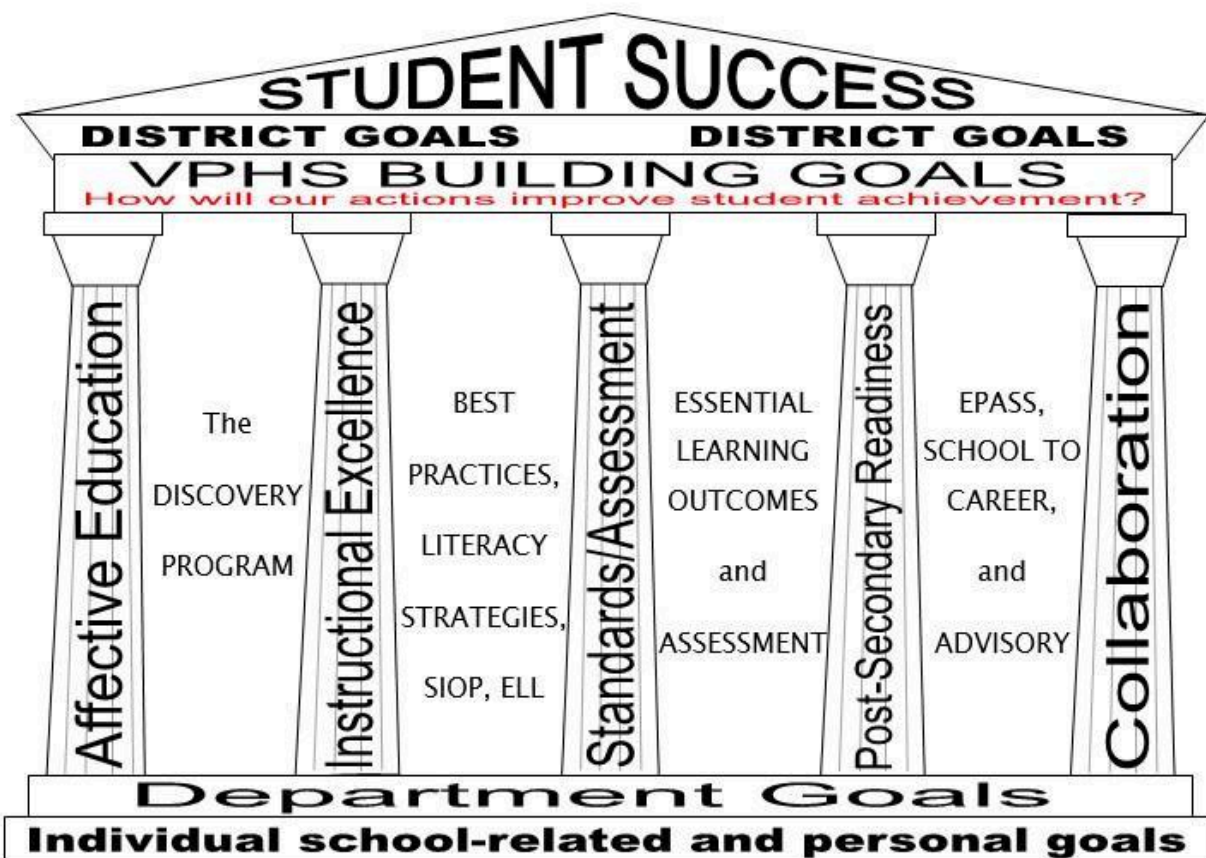 STUDENT SUCCESS
DISTRICT GOALS DISTRICT GOALS
VPHS BUILDING GOALS
How will our actions improve student achievement?
Affective Education
The
DISCOVERY
PROGRAM
Instructional Excellence
BEST
PRACTICES,
LITERACY
STRATEGIES,
SIOP, ELL
Standards/Assessment
ESSENTIAL
LEARNING
OUTCOMES
and
ASSESSMENT
Post-Secondary Readiness
EPASS,
SCHOOL TO
CAREER,
and
ADVISORY
Collaboration
Department Goals
Individual school-related and personal goals